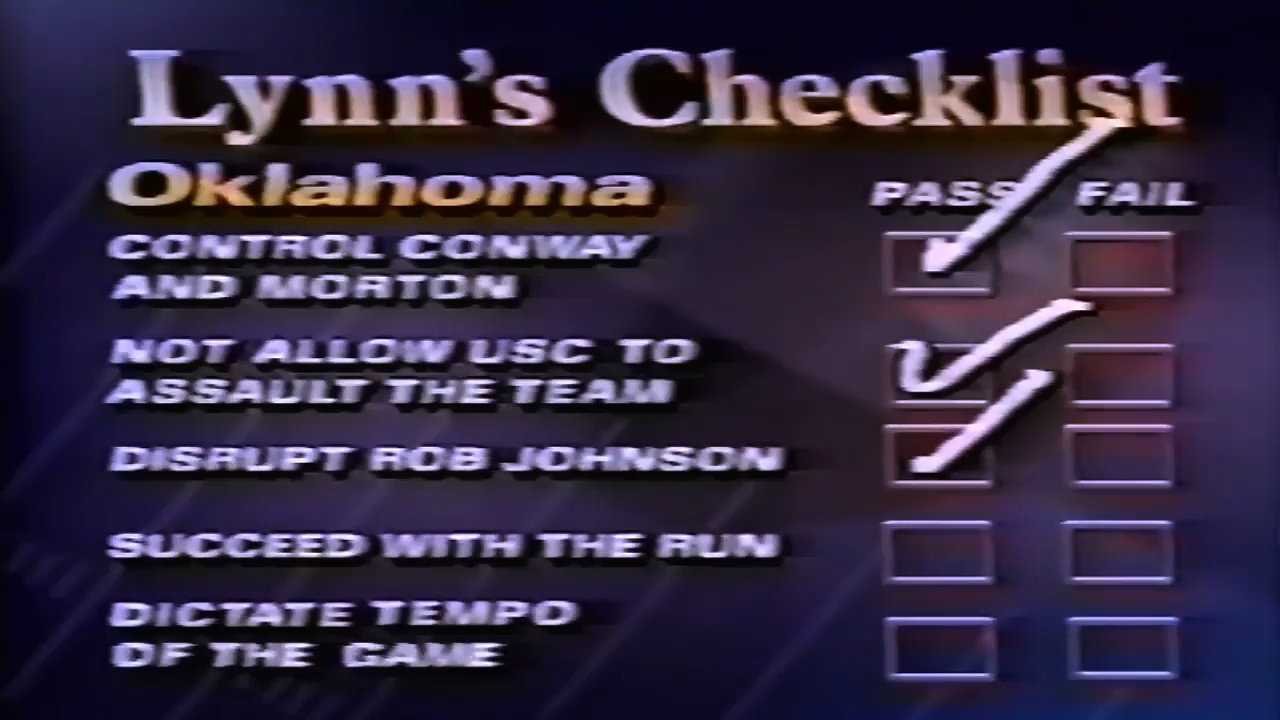 Lynn's Checklist
Oklahoma PASS FAIL
CONTROL CONWAY
AND MORTON
NOT ALLOW USC TO
ASSAULT THE TEAM
DISRUPT ROB JOHNSON
SUCCEED WITH THE RUN
DICTATE TEMPO
OF THE GAME